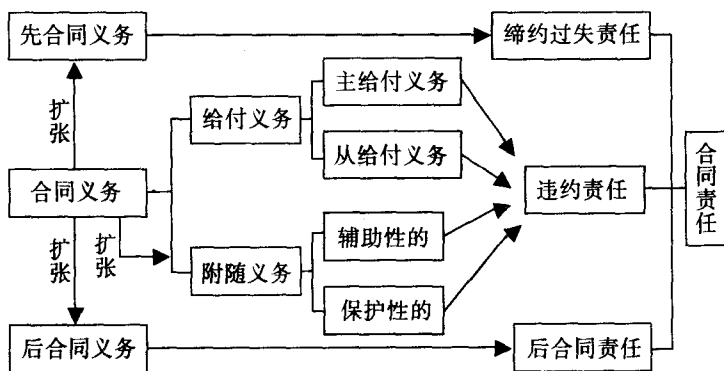 先合同义务
缔约过失责任
扩张
主给付义务
给付义务
从给付义务
合同义务
违约责任
合同责任
扩张
扩张
辅助性的
附随义务
保护性的
后合同义务
后合同责任